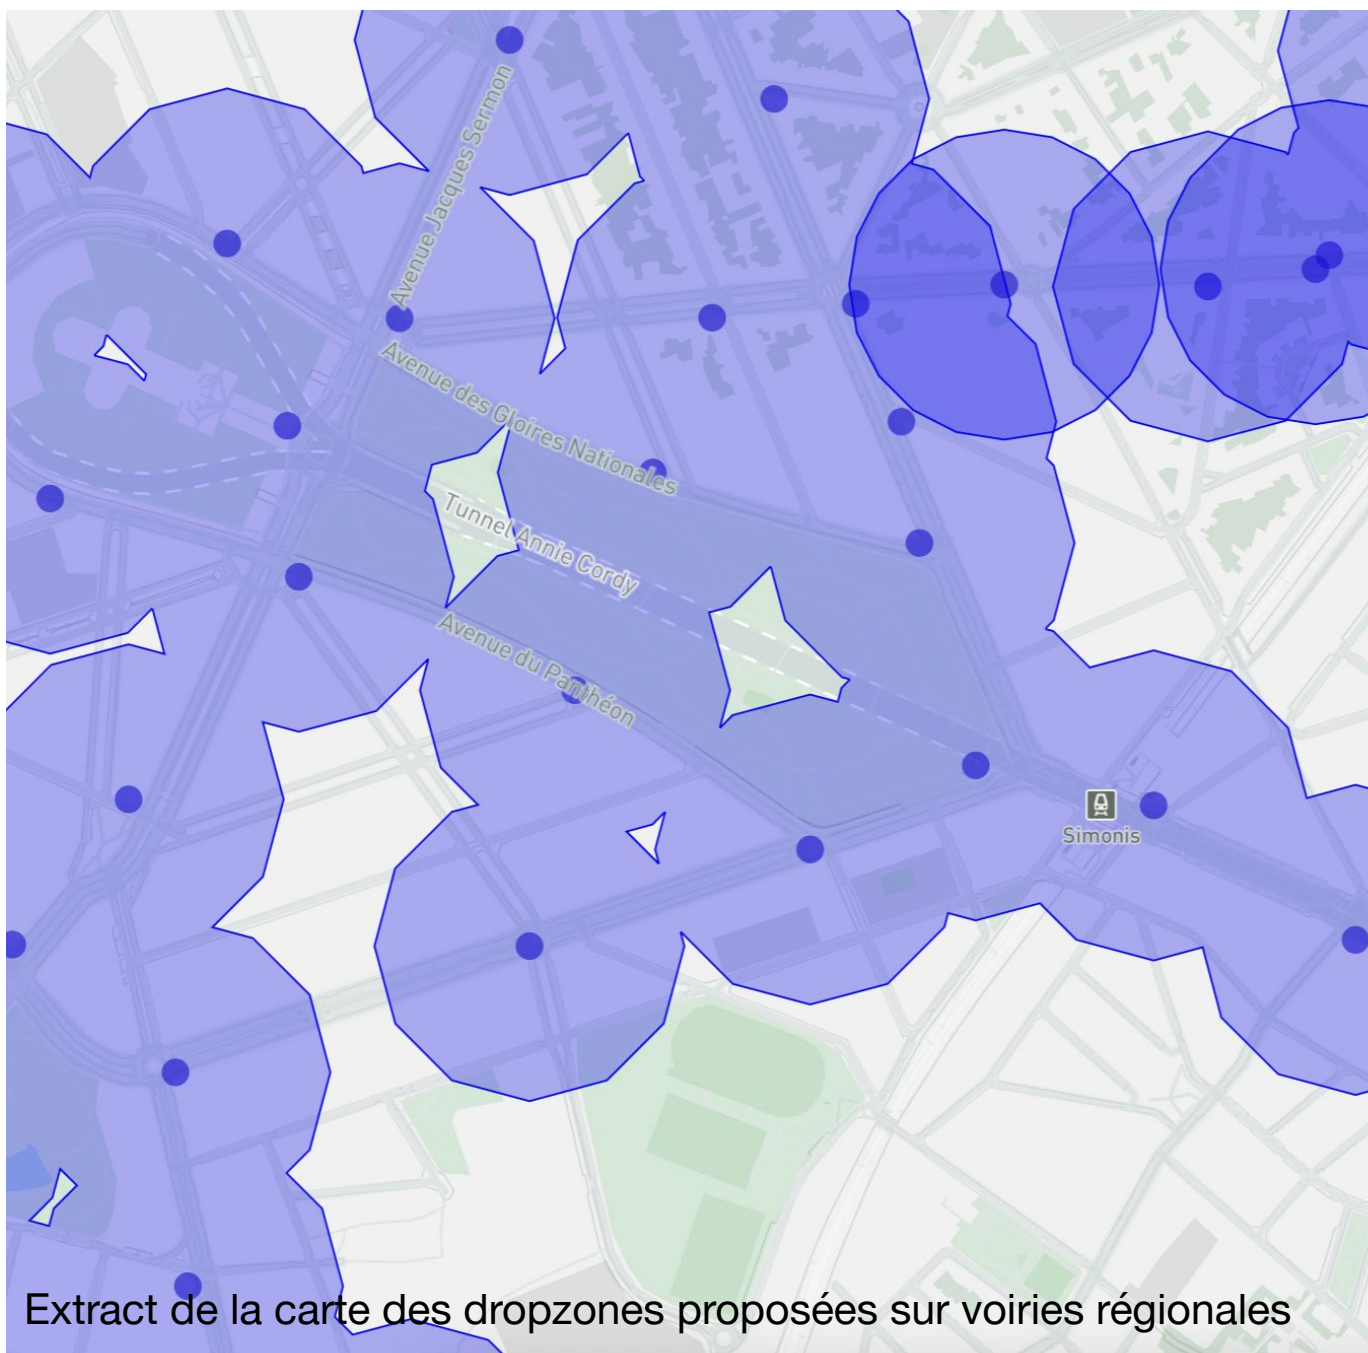 Avenue Jacques Sermon
Avenue des Gloires Nationales
Tunnel Annie Cordy
Avenue du Panthéon
Simonis
Extract de la carte des dropzones proposées sur voiries régionales